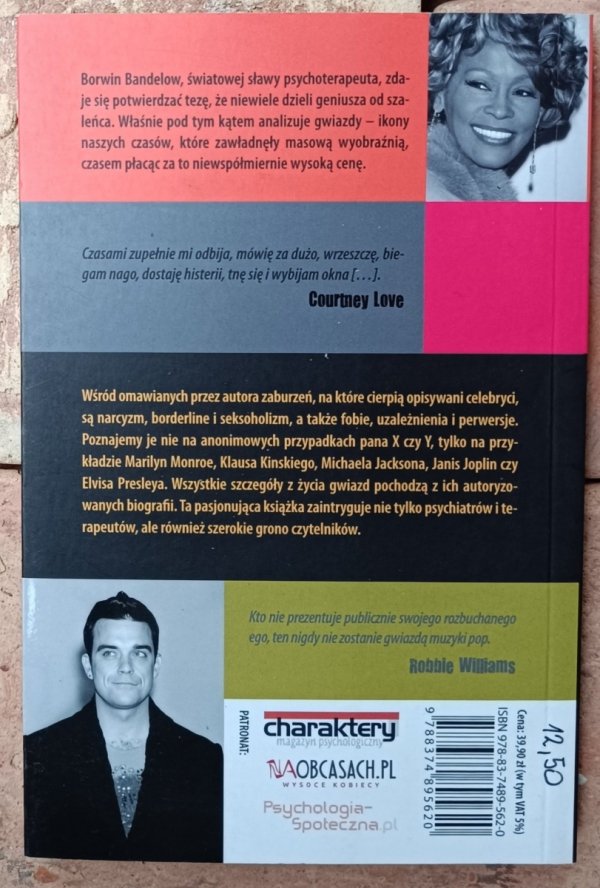 Borwin Bandelow, światowej sławy psychoterapeuta, zda-
je się potwierdzać tezę, że niewiele dzieli geniusza od sza-
leńca. Właśnie pod tym kątem analizuje gwiazdy – ikony
naszych czasów, które zawładnęły masową wyobraźnią,
czasem płacąc za to niewspółmiernie wysoką cenę.
Czasami zupełnie mi odbija, mówię za dużo, wrzeszczę, bie-
gam nago, dostaję histerii, tnę się i wybijam okna [...].
Courtney Love
Wśród omawianych przez autora zaburzeń, na które cierpią opisywani celebryci,
są narcyzm, borderline i seksoholizm, a także fobie, uzależnienia i perwersje.
Poznajemy je nie na anonimowych przypadkach pana X czy Y, tylko na przy-
kładzie Marilyn Monroe, Klausa Kinskiego, Michaela Jacksona, Janis Joplin czy
Elvisa Presleya. Wszystkie szczegóły z życia gwiazd pochodzą z ich autoryzo-
wanych biografii. Ta pasjonująca książka zaintryguje nie tylko psychiatrów i te-
rapeutów, ale również szerokie grono czytelników.
Kto nie prezentuje publicznie swojego rozbuchanego
ego, ten nigdy nie zostanie gwiazdą muzyki pop.
Robbie Williams
PATRONAT:
charaktery
magazyn psychologiczny
NAOBCASACH.PL
WYSOCE KOBIECY
Psychologia-
Społeczna.pl
9 788374 895620
ISBN 978-83-7489-562-0
Cena: 39,90 zł (w tym VAT 5%)
12,50